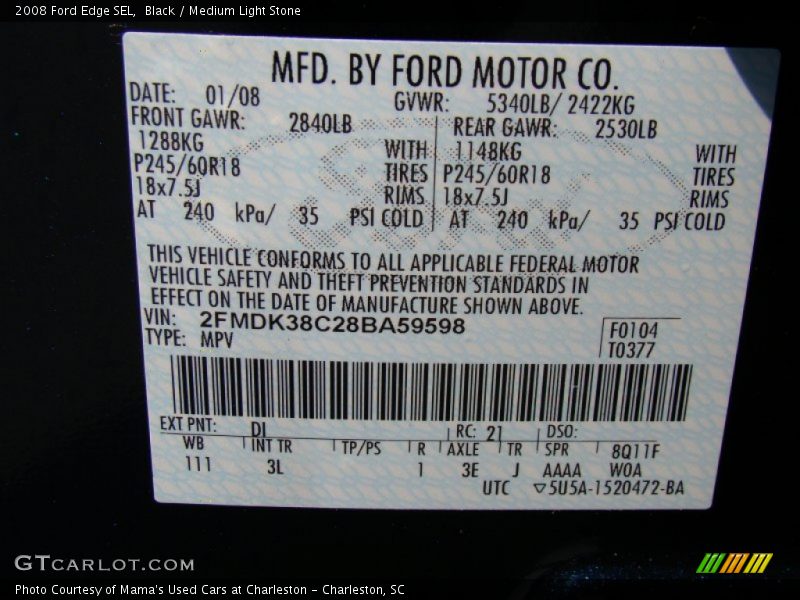 2008 Ford Edge SEL,  Black / Medium Light Stone
MFD. BY FORD MOTOR CO.
DATE: 01/08 GVWR: 5340LB/ 2422KG
FRONT GAWR: 2840LB REAR GAWR: 2530LB
1288KG WITH 1148KG WITH
P245/60R18 TIRES P245/60R18 TIRES
18x7.5J RIMS 18x7.5J RIMS
AT 240 kPa/ 35 PSI COLD AT 240 kPa/ 35 PSI COLD
THIS VEHICLE CONFORMS TO ALL APPLICABLE FEDERAL MOTOR
VEHICLE SAFETY AND THEFT PREVENTION STANDARDS IN
EFFECT ON THE DATE OF MANUFACTURE SHOWN ABOVE.
VIN: 2FMDK38C28BA59598 F0104
TYPE: MPV T0377
EXT PNT: DI RC: 21 DSO:
WB INT TR TP/PS R AXLE TR SPR 8Q11F
111 3L 1 3E J AAAA W0A
UTC ▽5U5A-1520472-BA
GTCARLOT.COM
Photo Courtesy of Mama's Used Cars at Charleston - Charleston, SC